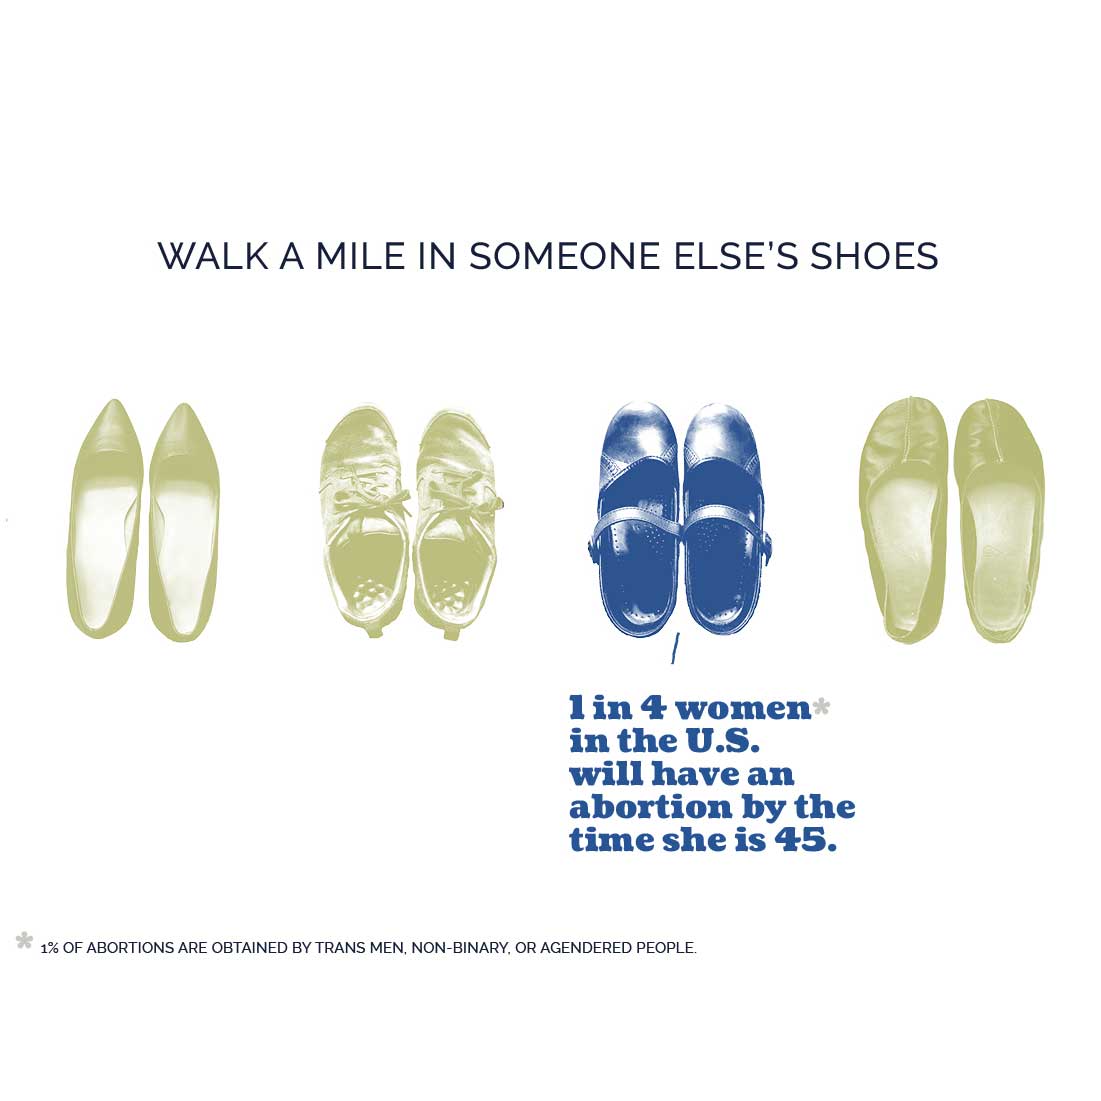 WALK A MILE IN SOMEONE ELSE’S SHOES
1 in 4 women*
in the U.S.
will have an
abortion by the
time she is 45.
* 1% OF ABORTIONS ARE OBTAINED BY TRANS MEN, NON-BINARY, OR AGENDERED PEOPLE.